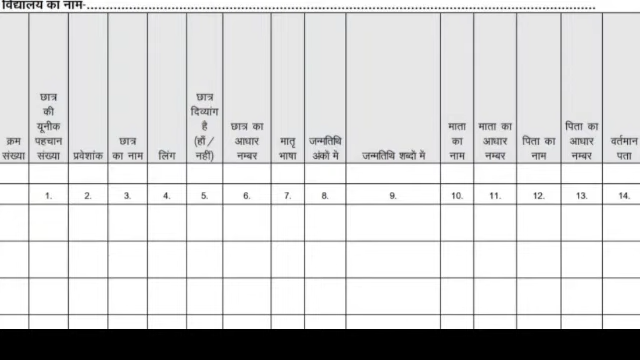 विद्यालय का नाम-
क्रम संख्या
छात्र की यूनीक पहचान संख्या
प्रवेशांक
छात्र का नाम
लिंग
छात्र दिव्यांग है (हाँ / नहीं)
छात्र का आधार नम्बर
मातृ भाषा
जन्मतिथि अंकों मे
जन्मतिथि शब्दों मे
माता का नाम
माता का आधार नम्बर
पिता का नाम
पिता का आधार नम्बर
वर्तमान पता
1. 2. 3. 4. 5. 6. 7. 8. 9. 10. 11. 12. 13. 14.